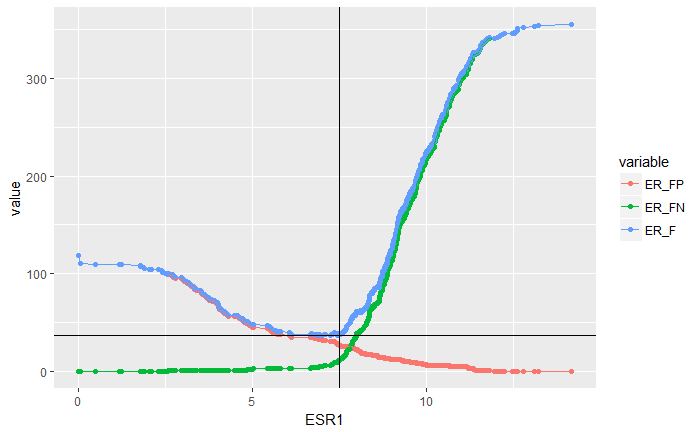 300
200
100
0
value
0
5
10
ESR1
variable
ER_FP
ER_FN
ER_F